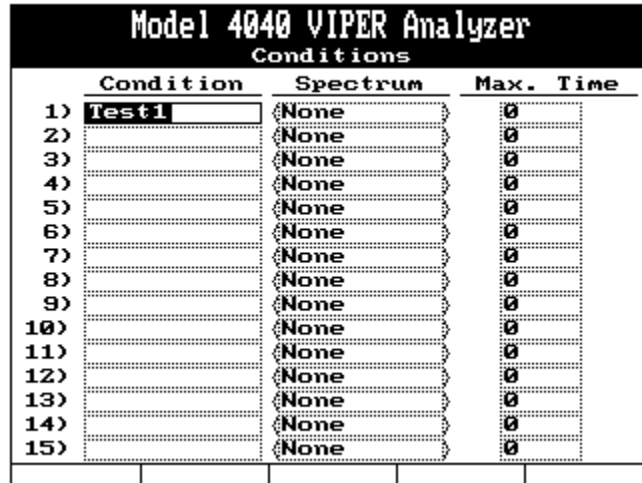 Model 4040 VIPER Analyzer
Conditions
Condition Spectrum Max. Time
1) Test1 None 0
2) None 0
3) None 0
4) None 0
5) None 0
6) None 0
7) None 0
8) None 0
9) None 0
10) None 0
11) None 0
12) None 0
13) None 0
14) None 0
15) None 0